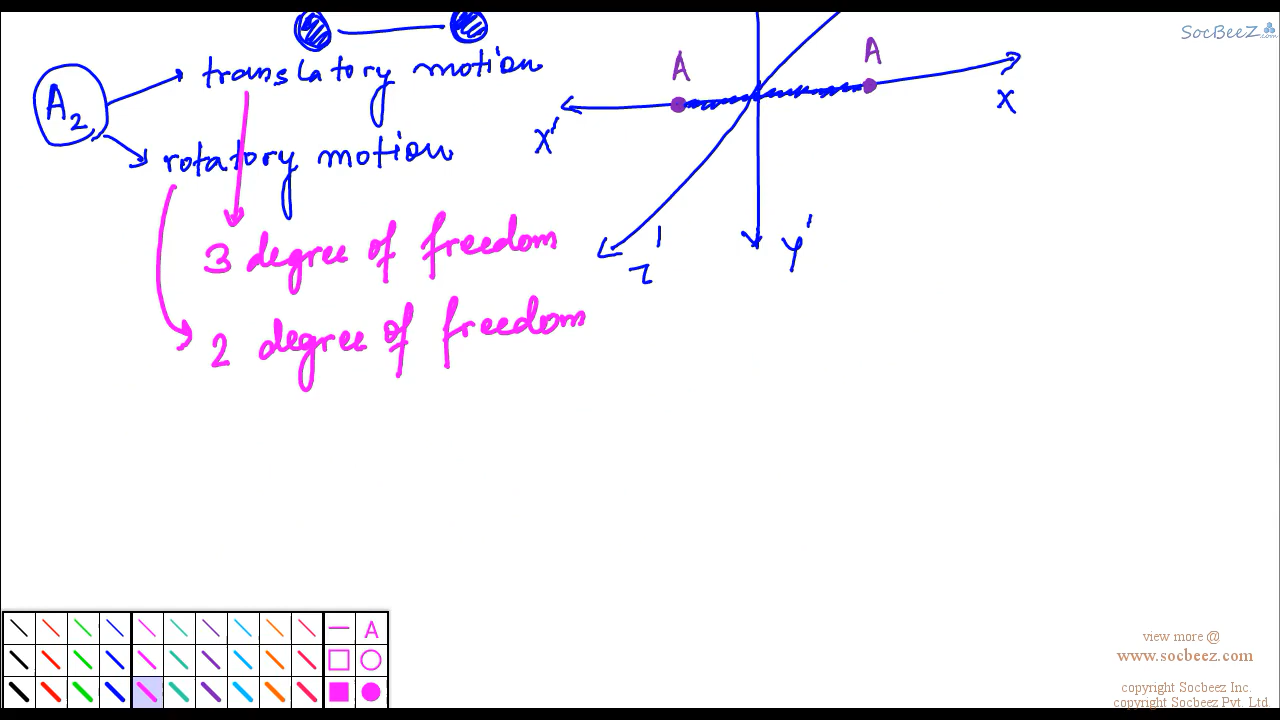 SocBeeZ.com
A A
translatory motion
A2
X' X
rotatory motion
3 degree of freedom
z' y'
2 degree of freedom
A
view more @
www.socbeez.com
copyright Socbeez Inc.
copyright Socbeez Pvt. Ltd.